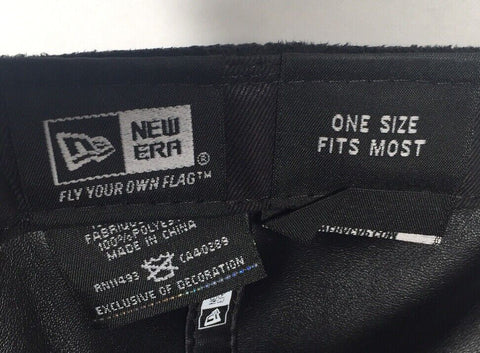 NEW
ERA®
FLY YOUR OWN FLAG™
ONE SIZE
FITS MOST
100% POLYES
MADE IN CHINA
RN11493
CA40389
EXCLUSIVE OF DECORATION